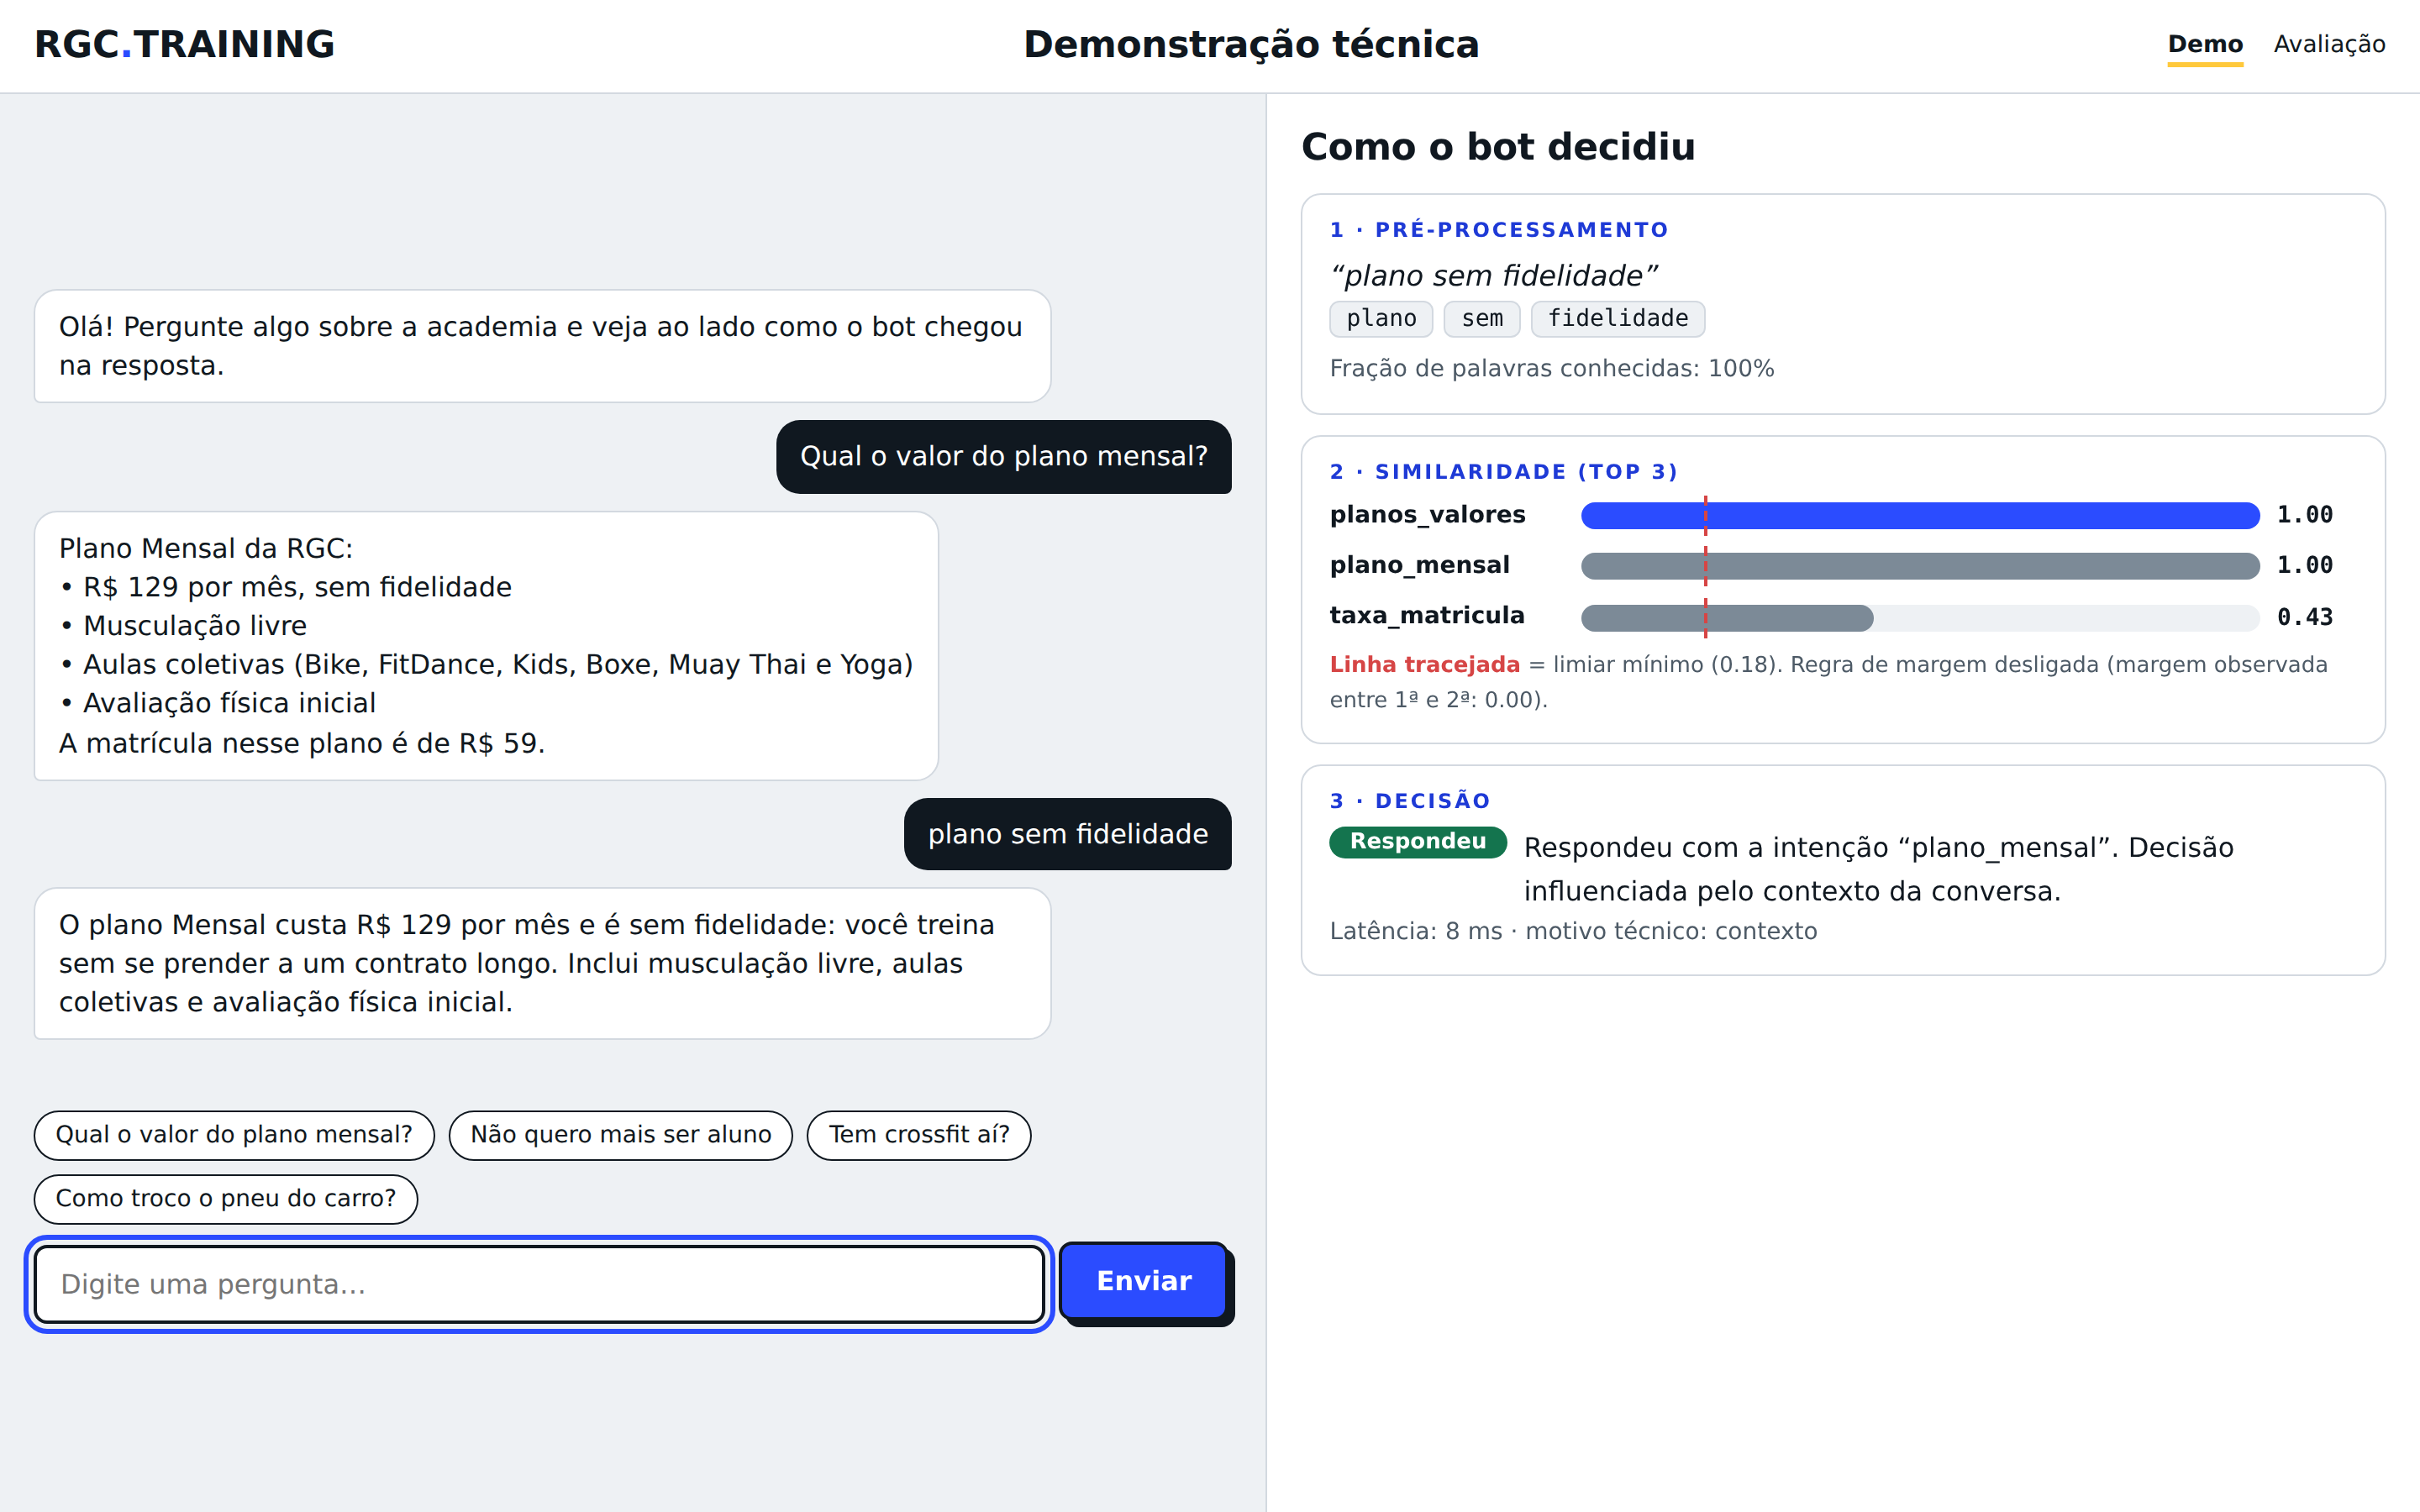 RGC.TRAINING
Demonstração técnica
Demo
Avaliação
Olá! Pergunte algo sobre a academia e veja ao lado como o bot chegou
na resposta.
Qual o valor do plano mensal?
Plano Mensal da RGC:
• R$ 129 por mês, sem fidelidade
• Musculação livre
• Aulas coletivas (Bike, FitDance, Kids, Boxe, Muay Thai e Yoga)
• Avaliação física inicial
A matrícula nesse plano é de R$ 59.
plano sem fidelidade
O plano Mensal custa R$ 129 por mês e é sem fidelidade: você treina
sem se prender a um contrato longo. Inclui musculação livre, aulas
coletivas e avaliação física inicial.
Qual o valor do plano mensal?
Não quero mais ser aluno
Tem crossfit aí?
Como troco o pneu do carro?
Digite uma pergunta...
Enviar
Como o bot decidiu
1 · PRÉ-PROCESSAMENTO
“plano sem fidelidade”
plano sem fidelidade
Fração de palavras conhecidas: 100%
2 · SIMILARIDADE (TOP 3)
planos_valores 1.00
plano_mensal 1.00
taxa_matricula 0.43
Linha tracejada = limiar mínimo (0.18). Regra de margem desligada (margem observada
entre 1ª e 2ª: 0.00).
3 · DECISÃO
Respondeu
Respondeu com a intenção “plano_mensal”. Decisão
influenciada pelo contexto da conversa.
Latência: 8 ms · motivo técnico: contexto